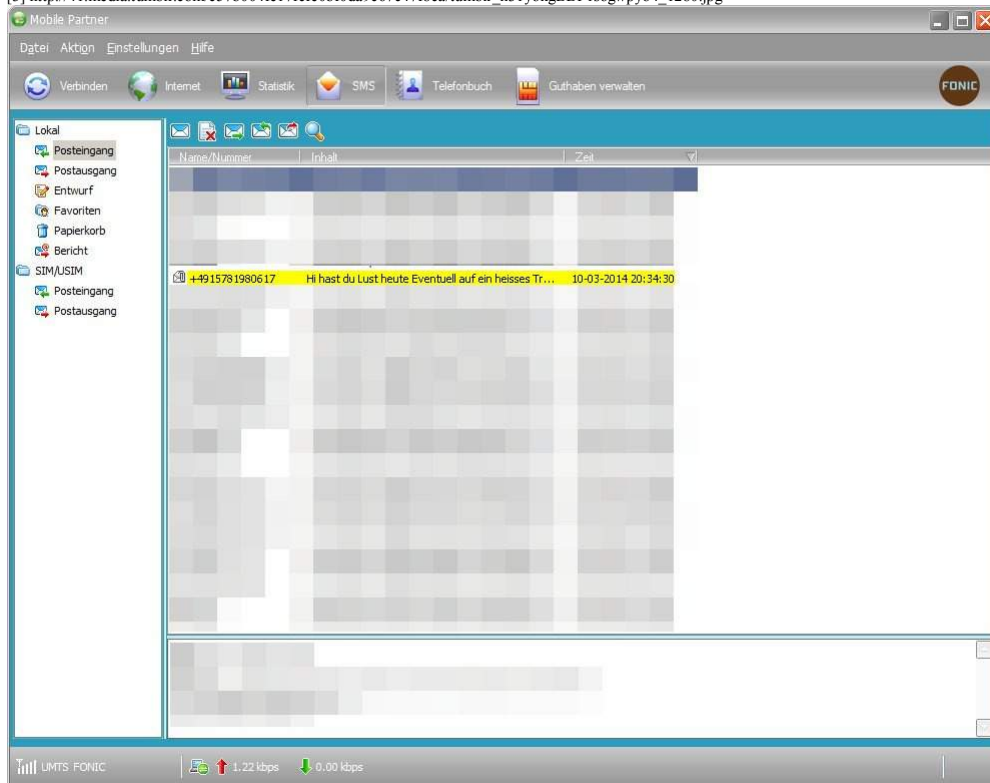 Mobile Partner
Datei Aktion Einstellungen Hilfe
Verbinden Internet Statistik SMS Telefonbuch Guthaben verwalten FONIC
Lokal
Posteingang
Postausgang
Entwurf
Favoriten
Papierkorb
Bericht
SIM/USIM
Posteingang
Postausgang
Name/Nummer Inhalt Zeit
+4915781980617 Hi hast du Lust heute Eventuell auf ein heisses Tr... 10-03-2014 20:34:30
UMTS FONIC 1.22 kbps 0.00 kbps